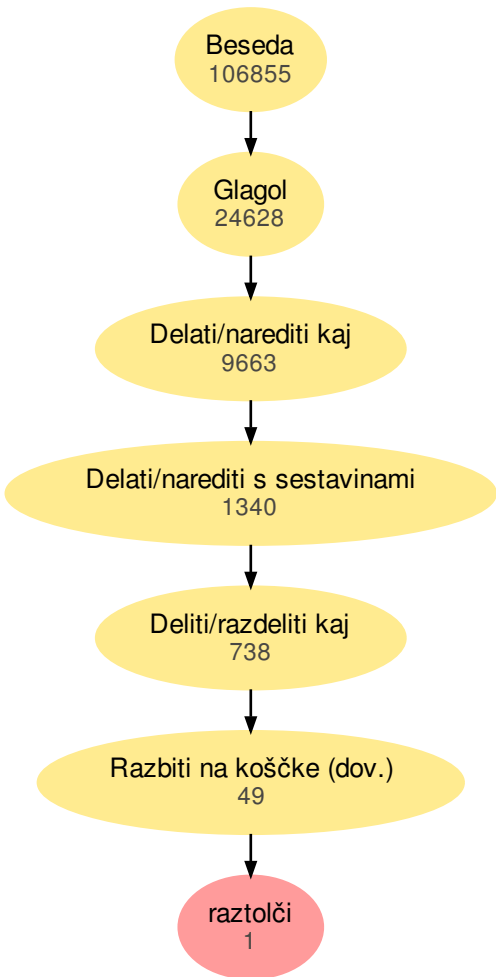 Beseda
106855
Glagol
24628
Delati/narediti kaj
9663
Delati/narediti s sestavinami
1340
Deliti/razdeliti kaj
738
Razbiti na koščke (dov.)
49
raztolči
1